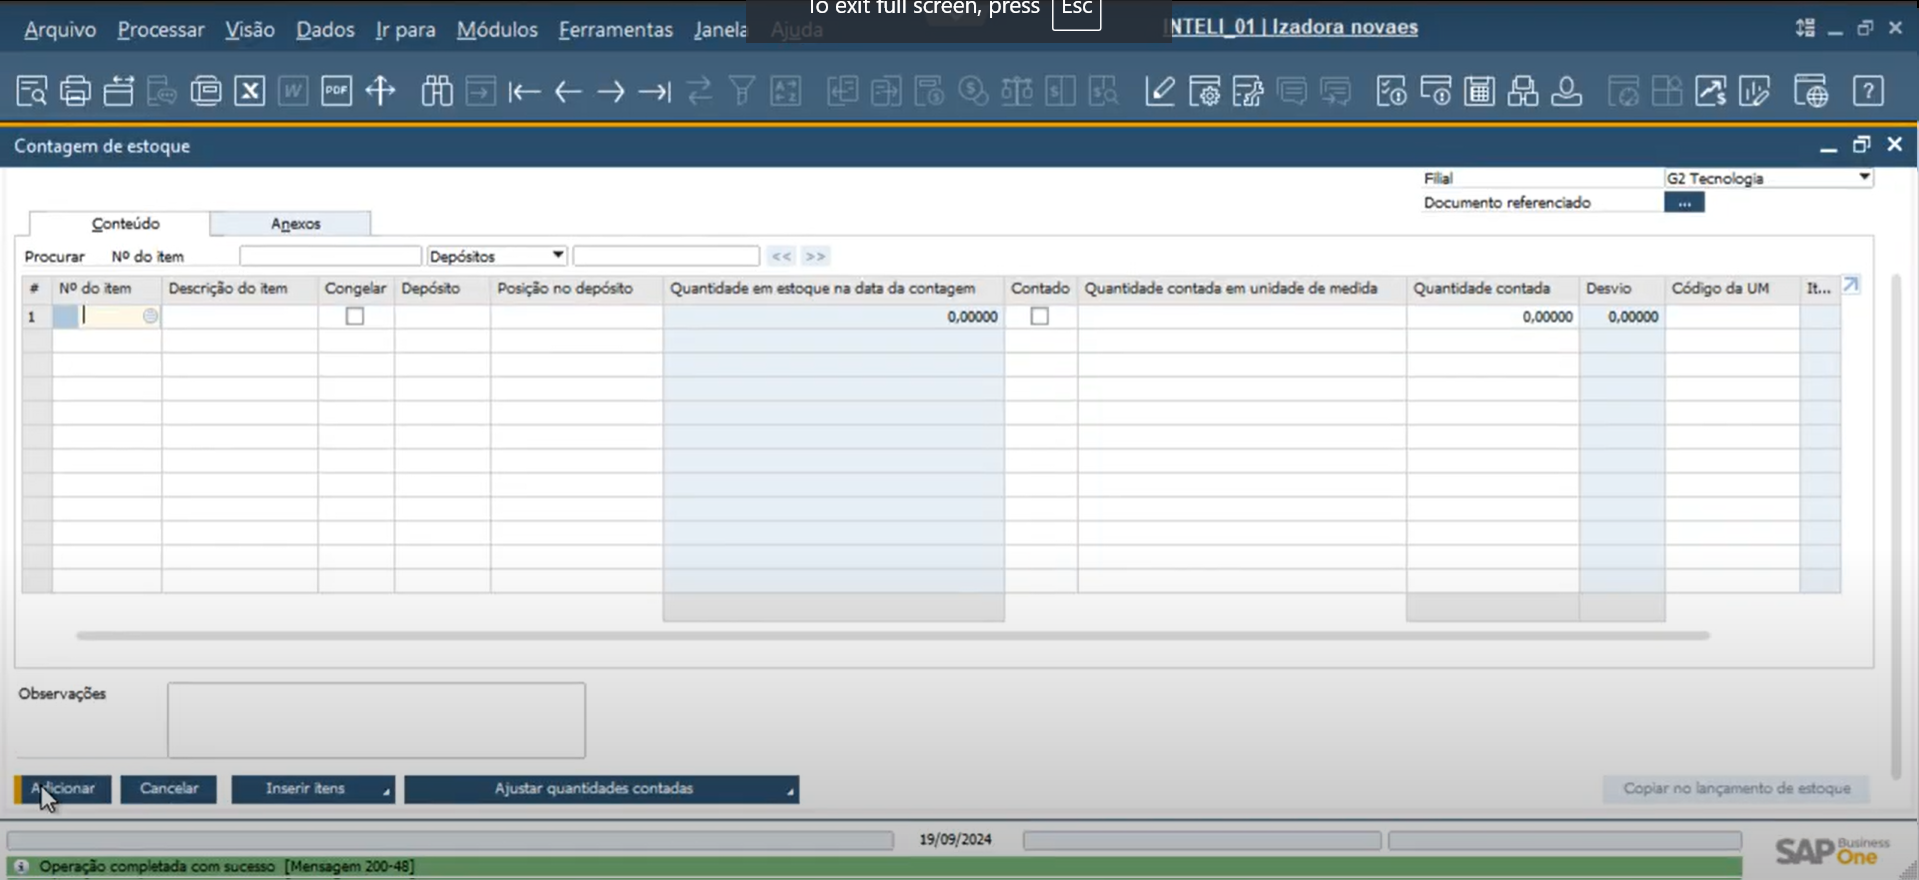 To exit full screen, press Esc
Arquivo Processar Visão Dados Ir para Módulos Ferramentas Janela Ajuda
INTELI_01 | Izadora novaes
W PDF
Contagem de estoque
Filial G2 Tecnologia
Documento referenciado ...
Conteúdo Anexos
Procurar Nº do item Depósitos << >>
# Nº do item Descrição do item Congelar Depósito Posição no depósito Quantidade em estoque na data da contagem Contado Quantidade contada em unidade de medida Quantidade contada Desvio Código da UM It...
1 0,00000 0,00000 0,00000
Observações
Adicionar Cancelar Inserir itens Ajustar quantidades contadas Copiar no lançamento de estoque
19/09/2024
SAP Business One
Operação completada com sucesso [Mensagem 200-48]